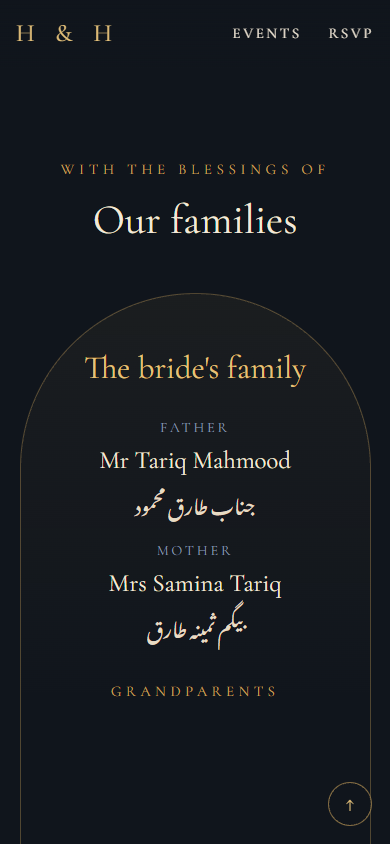 H & H
EVENTS RSVP
WITH THE BLESSINGS OF
Our families
The bride's family
FATHER
Mr Tariq Mahmood
جناب طارق محمود
MOTHER
Mrs Samina Tariq
بیگم ثمینہ طارق
GRANDPARENTS
↑